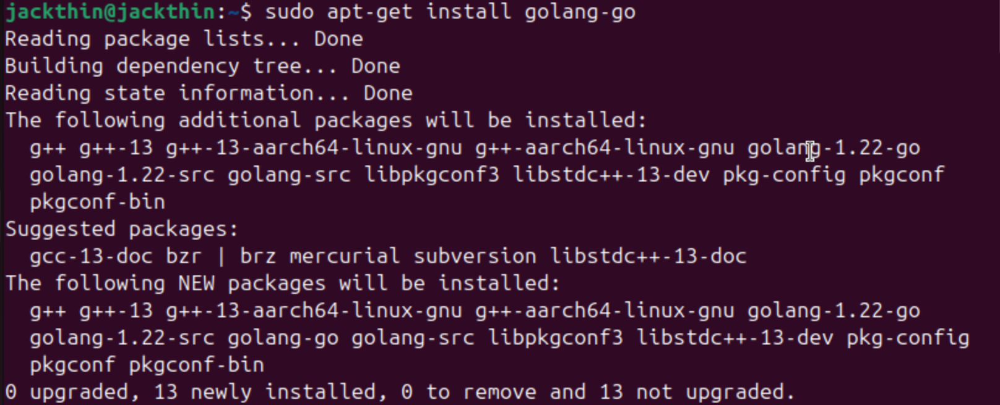 jackthin@jackthin:~$ sudo apt-get install golang-go
Reading package lists... Done
Building dependency tree... Done
Reading state information... Done
The following additional packages will be installed:
  g++ g++-13 g++-13-aarch64-linux-gnu g++-aarch64-linux-gnu golang-1.22-go
  golang-1.22-src golang-src libpkgconf3 libstdc++-13-dev pkg-config pkgconf
  pkgconf-bin
Suggested packages:
  gcc-13-doc bzr | brz mercurial subversion libstdc++-13-doc
The following NEW packages will be installed:
  g++ g++-13 g++-13-aarch64-linux-gnu g++-aarch64-linux-gnu golang-1.22-go
  golang-1.22-src golang-go golang-src libpkgconf3 libstdc++-13-dev pkg-config
  pkgconf pkgconf-bin
0 upgraded, 13 newly installed, 0 to remove and 13 not upgraded.